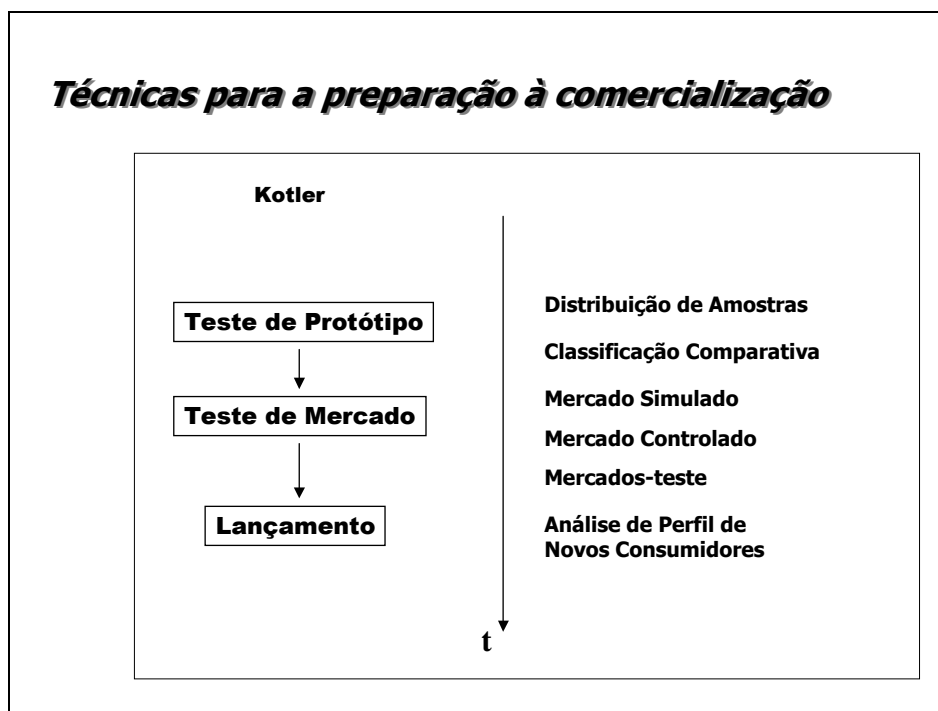 Técnicas para a preparação à comercialização
Kotler
Teste de Protótipo
Teste de Mercado
Lançamento
Distribuição de Amostras
Classificação Comparativa
Mercado Simulado
Mercado Controlado
Mercados-teste
Análise de Perfil de
Novos Consumidores
t